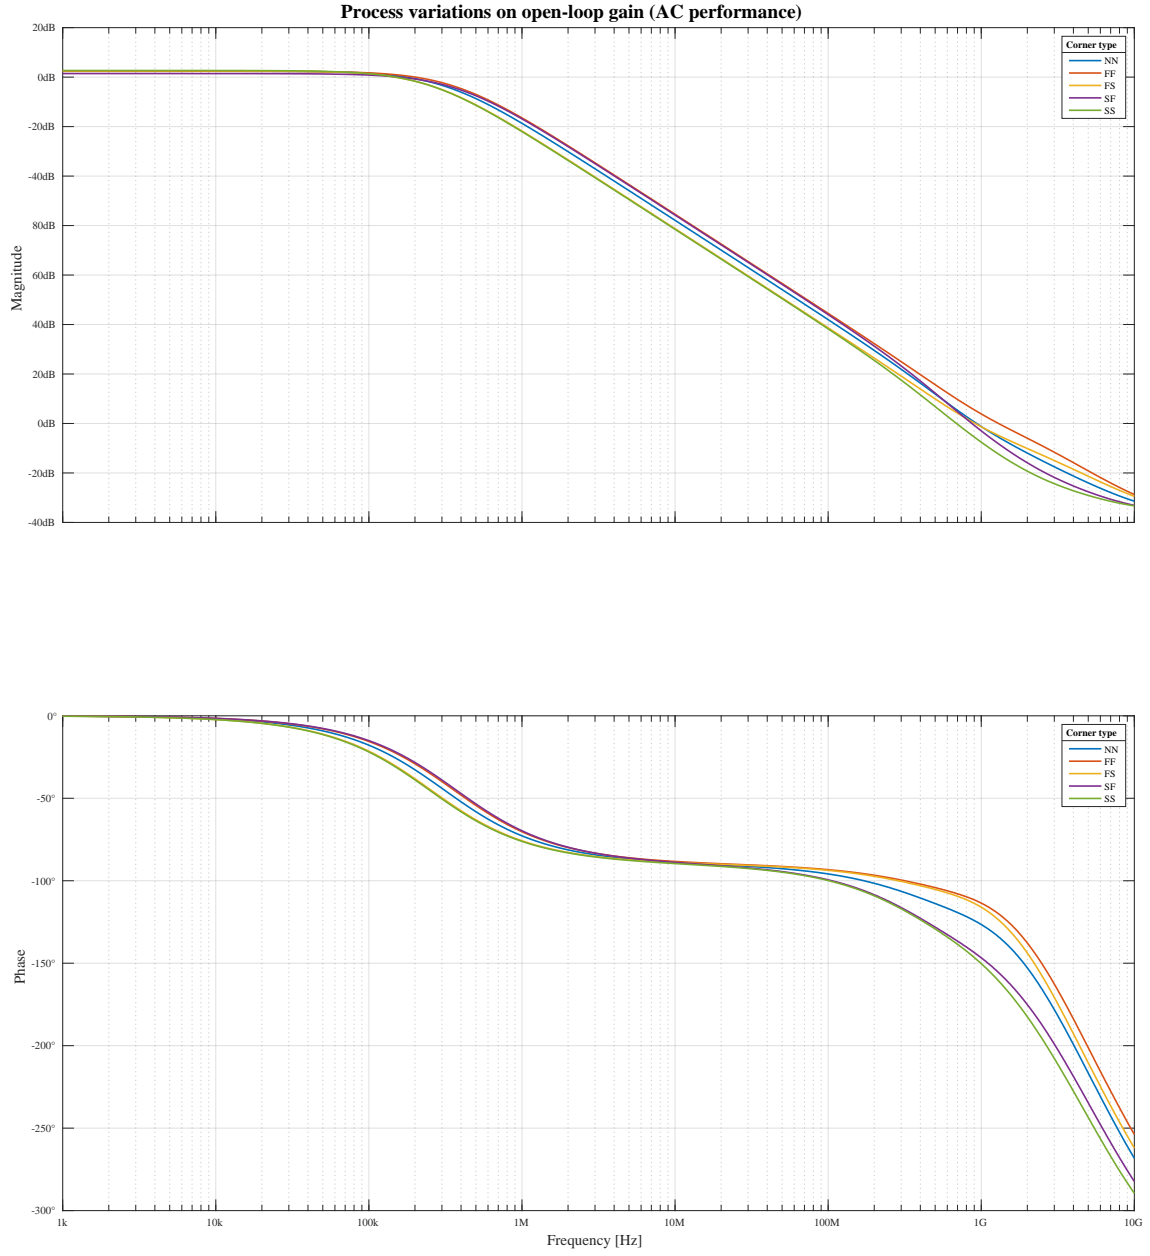 Process variations on open-loop gain (AC performance)
20dB
0dB
-20dB
-40dB
80dB
60dB
40dB
20dB
0dB
-20dB
-40dB
Magnitude
Corner type
NN
FF
FS
SF
SS
0°
-50°
-100°
-150°
-200°
-250°
-300°
Phase
Corner type
NN
FF
FS
SF
SS
1k 10k 100k 1M 10M 100M 1G 10G
Frequency [Hz]